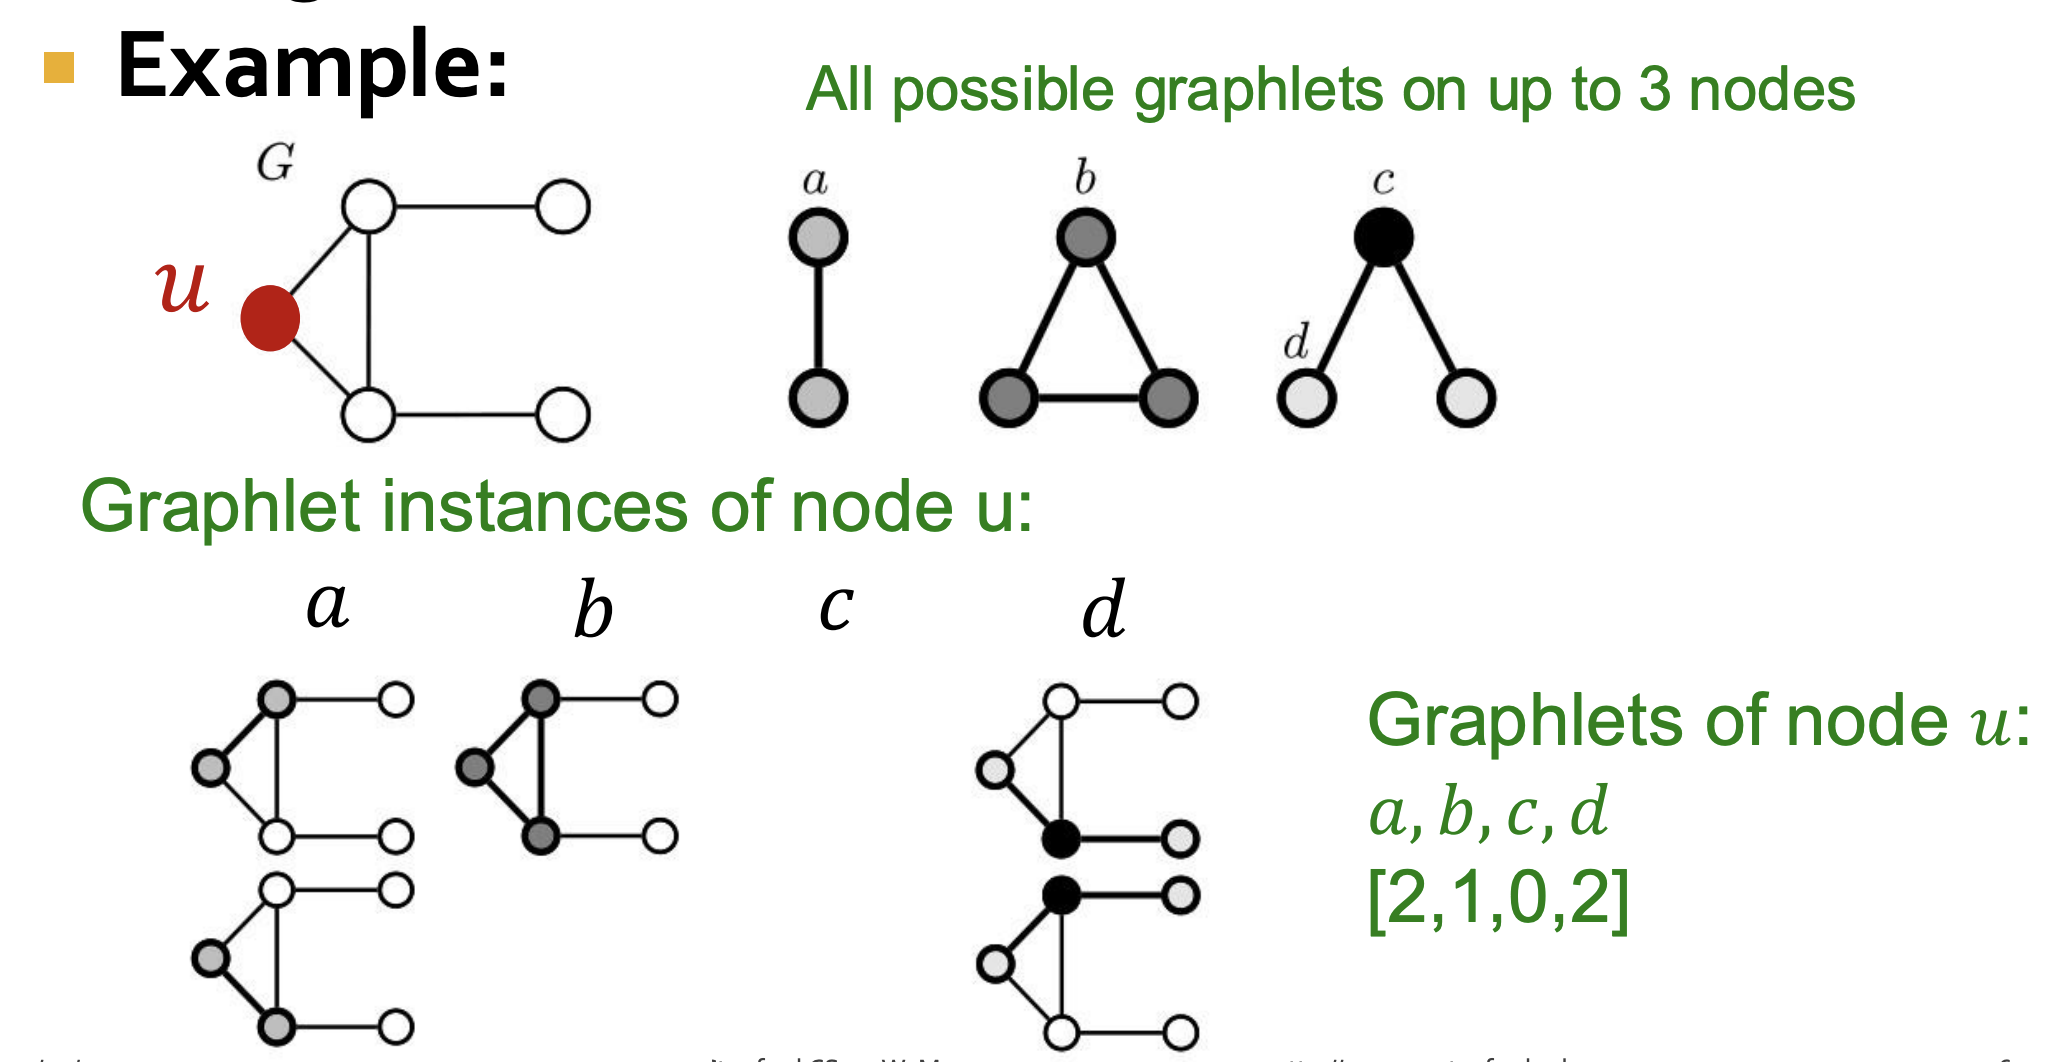 Example:
All possible graphlets on up to 3 nodes
G
a
b
c
u
d
Graphlet instances of node u:
a b c d
Graphlets of node u:
a, b, c, d
[2,1,0,2]